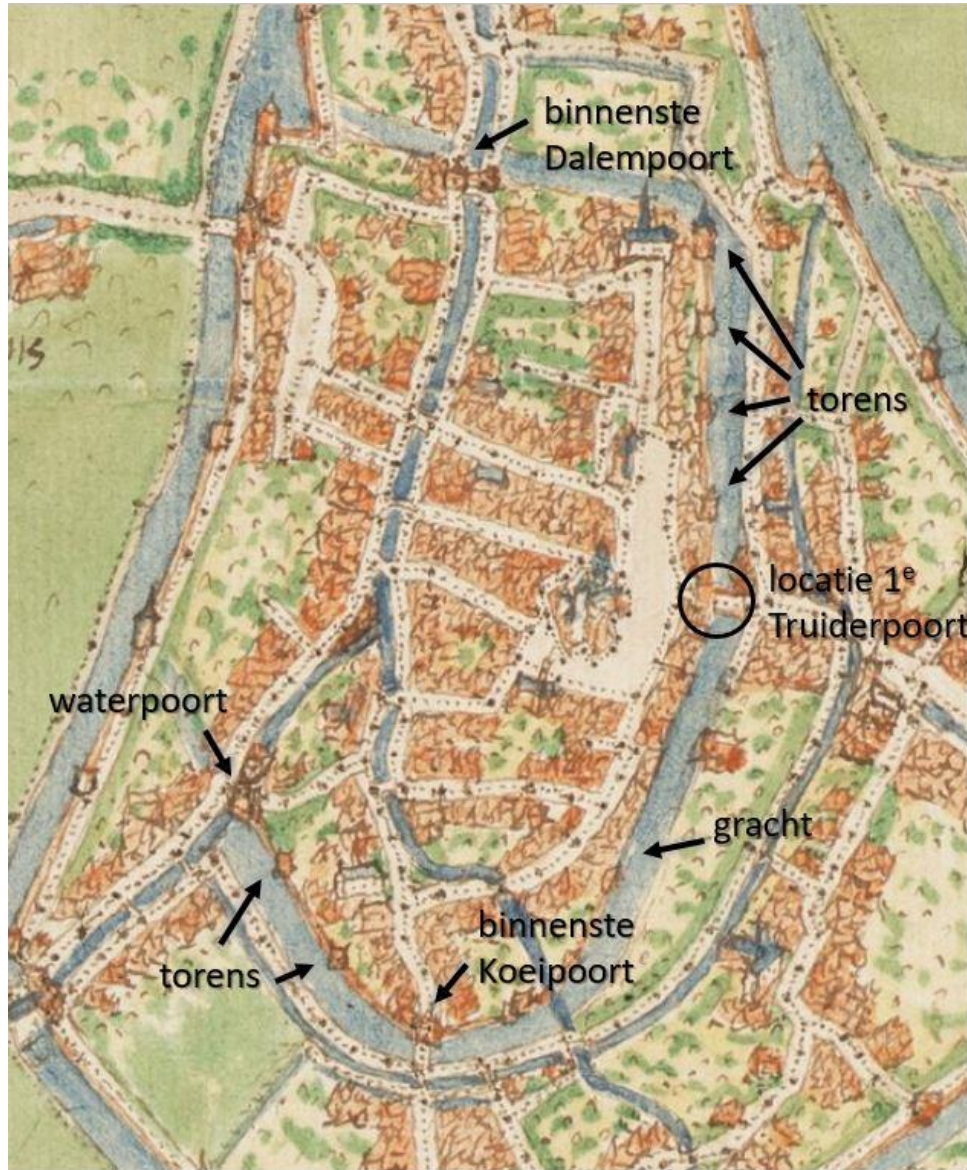 binnenste
Dalempoort
torens
locatie 1ᵉ
Truiderpoort
waterpoort
gracht
binnenste
Koeipoort
torens